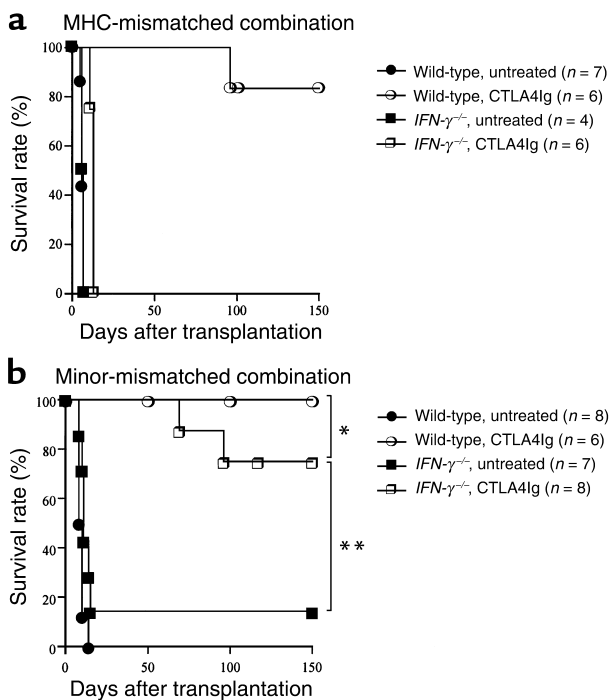 a
MHC-mismatched combination
Survival rate (%)
100
80
60
40
20
0
0 50 100 150
Days after transplantation
Wild-type, untreated (n = 7)
Wild-type, CTLA4Ig (n = 6)
IFN-γ–/–, untreated (n = 4)
IFN-γ–/–, CTLA4Ig (n = 6)
b
Minor-mismatched combination
Survival rate (%)
100
80
60
40
20
0
0 50 100 150
Days after transplantation
*
**
Wild-type, untreated (n = 8)
Wild-type, CTLA4Ig (n = 6)
IFN-γ–/–, untreated (n = 7)
IFN-γ–/–, CTLA4Ig (n = 8)